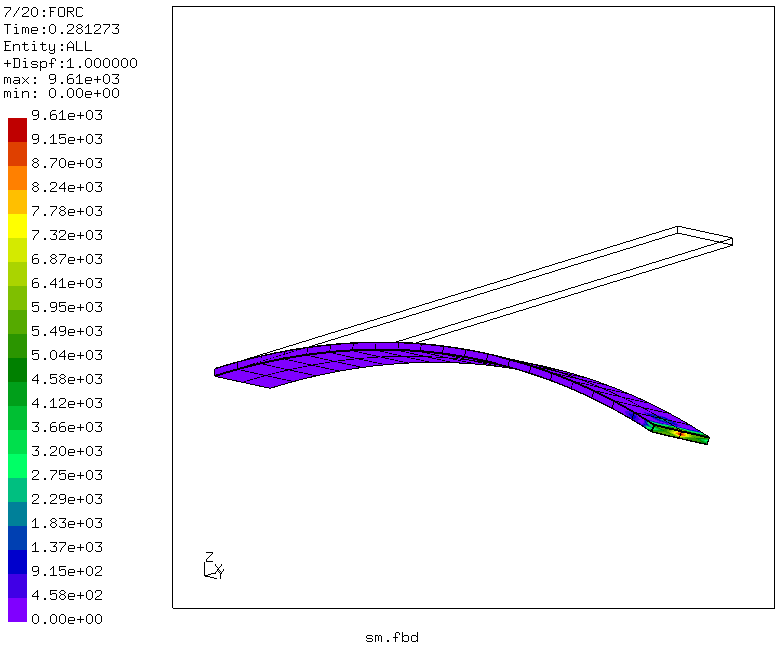 7/20:FORC
Time:0.281273
Entity:ALL
+Dispf:1.000000
max: 9.61e+03
min: 0.00e+00
9.61e+03
9.15e+03
8.70e+03
8.24e+03
7.78e+03
7.32e+03
6.87e+03
6.41e+03
5.95e+03
5.49e+03
5.04e+03
4.58e+03
4.12e+03
3.66e+03
3.20e+03
2.75e+03
2.29e+03
1.83e+03
1.37e+03
9.15e+02
4.58e+02
0.00e+00
Z
X
Y
sm.fbd